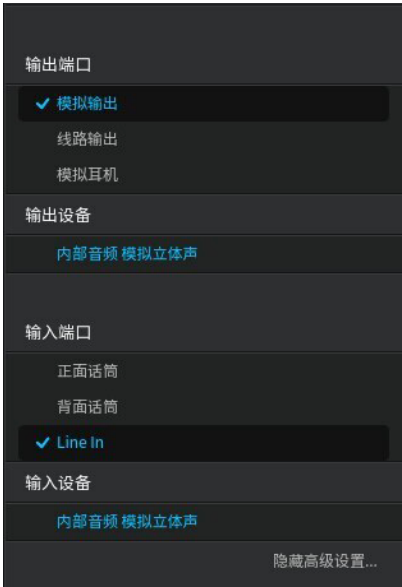 输出端口
模拟输出
线路输出
模拟耳机
输出设备
内部音频 模拟立体声
输入端口
正面话筒
背面话筒
Line In
输入设备
内部音频 模拟立体声
隐藏高级设置...